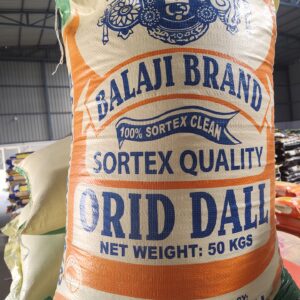 BALAJI BRAND
100% SORTEX CLEAN
SORTEX QUALITY
ORID DALL
NET WEIGHT: 50 KGS